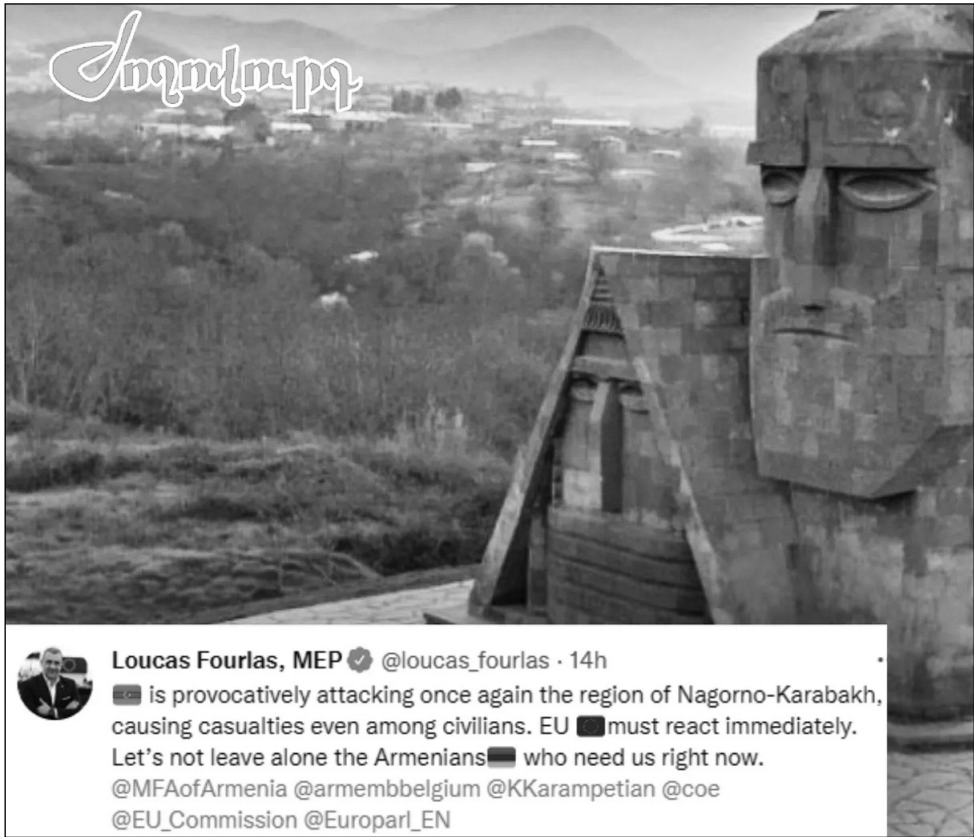 Ժողովուրդ
Loucas Fourlas, MEP @loucas_fourlas · 14h
🇦🇿 is provocatively attacking once again the region of Nagorno-Karabakh,
causing casualties even among civilians. EU 🇪🇺must react immediately.
Let’s not leave alone the Armenians🇦🇲 who need us right now.
@MFAofArmenia @armembbelgium @KKarampetian @coe
@EU_Commission @Europarl_EN